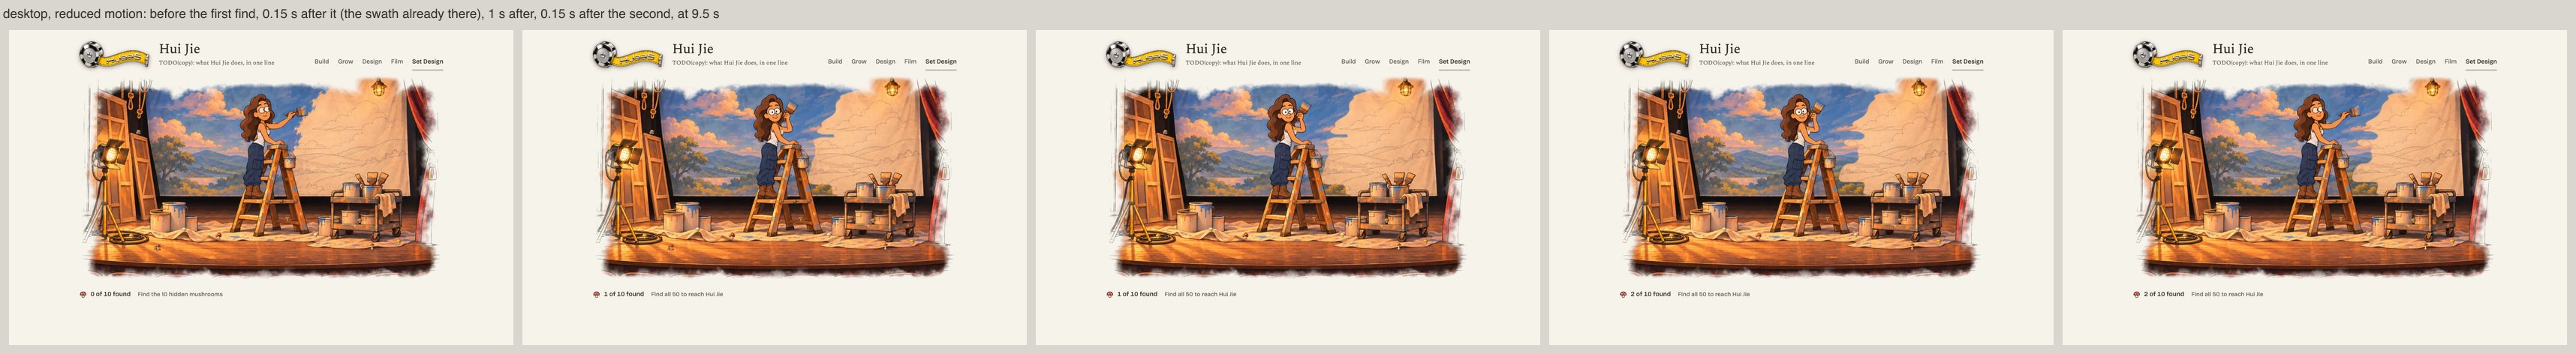 desktop, reduced motion: before the first find, 0.15 s after it (the swath already there), 1 s after, 0.15 s after the second, at 9.5 s
Hui Jie
TODO(copy): what Hui Jie does, in one line
Build Grow Design Film Set Design
0 of 10 found Find the 10 hidden mushrooms
Hui Jie
TODO(copy): what Hui Jie does, in one line
Build Grow Design Film Set Design
1 of 10 found Find all 50 to reach Hui Jie
Hui Jie
TODO(copy): what Hui Jie does, in one line
Build Grow Design Film Set Design
1 of 10 found Find all 50 to reach Hui Jie
Hui Jie
TODO(copy): what Hui Jie does, in one line
Build Grow Design Film Set Design
2 of 10 found Find all 50 to reach Hui Jie
Hui Jie
TODO(copy): what Hui Jie does, in one line
Build Grow Design Film Set Design
2 of 10 found Find all 50 to reach Hui Jie